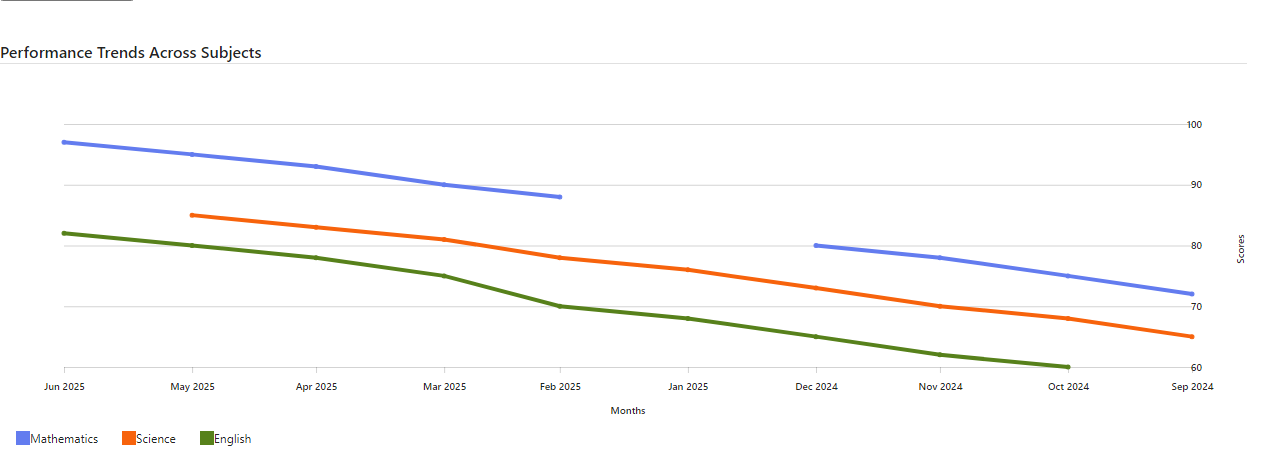 Performance Trends Across Subjects
100
90
80
70
60
Scores
Jun 2025 May 2025 Apr 2025 Mar 2025 Feb 2025 Jan 2025 Dec 2024 Nov 2024 Oct 2024 Sep 2024
Months
Mathematics Science English